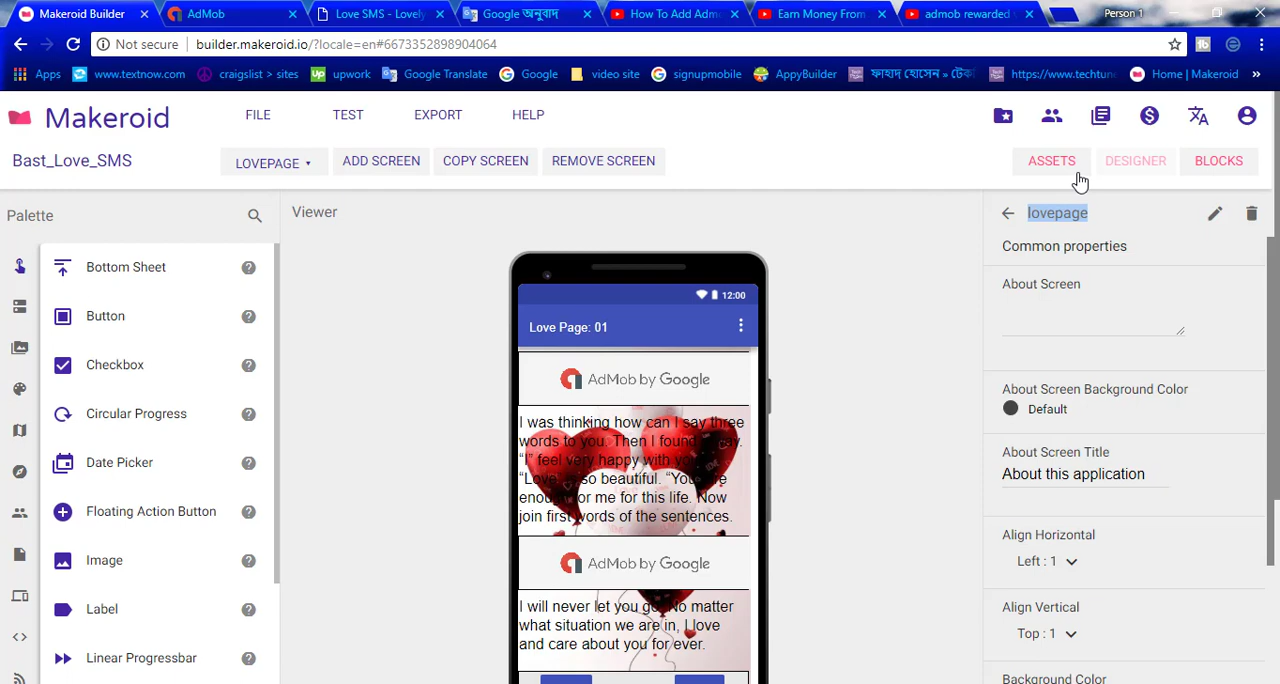 Makeroid Builder
AdMob
Love SMS - Lovely
Google অনুবাদ
How To Add Adm
Earn Money From
admob rewarded v
Person 1
Not secure
builder.makeroid.io/?locale=en#6673352898904064
Apps
www.textnow.com
craigslist > sites
upwork
Google Translate
Google
video site
signupmobile
AppyBuilder
ফাহাদ হোসেন » টেকা
https://www.techtune
Home | Makeroid
Makeroid
FILE
TEST
EXPORT
HELP
Bast_Love_SMS
LOVEPAGE
ADD SCREEN
COPY SCREEN
REMOVE SCREEN
ASSETS
DESIGNER
BLOCKS
Palette
Viewer
lovepage
Bottom Sheet
Button
Checkbox
Circular Progress
Date Picker
Floating Action Button
Image
Label
Linear Progressbar
12:00
Love Page: 01
AdMob by Google
I was thinking how can I say three
words to you. Then I found
“I” feel very happy with
so beautiful.
for me for this life. Now
join first words of the sentences.
AdMob by Google
I will never let you go. No matter
what situation we are in, I love
and care about you for ever.
Common properties
About Screen
About Screen Background Color
Default
About Screen Title
About this application
Align Horizontal
Left : 1
Align Vertical
Top : 1
Background Color